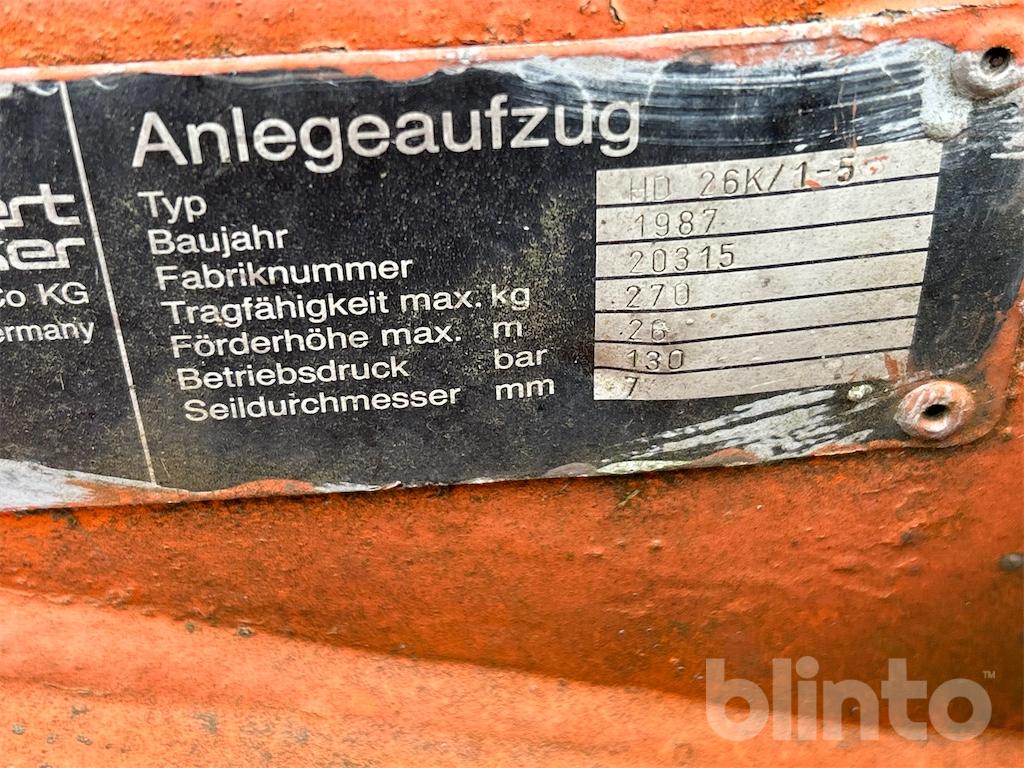 Anlegeaufzug
Typ HD 26K/1-5
Baujahr 1987
Fabriknummer 20315
Tragfähigkeit max. kg 270
Förderhöhe max. m 26
Betriebsdruck bar 130
Seildurchmesser mm 7
ert
ker
Co KG
ermany
blinto™